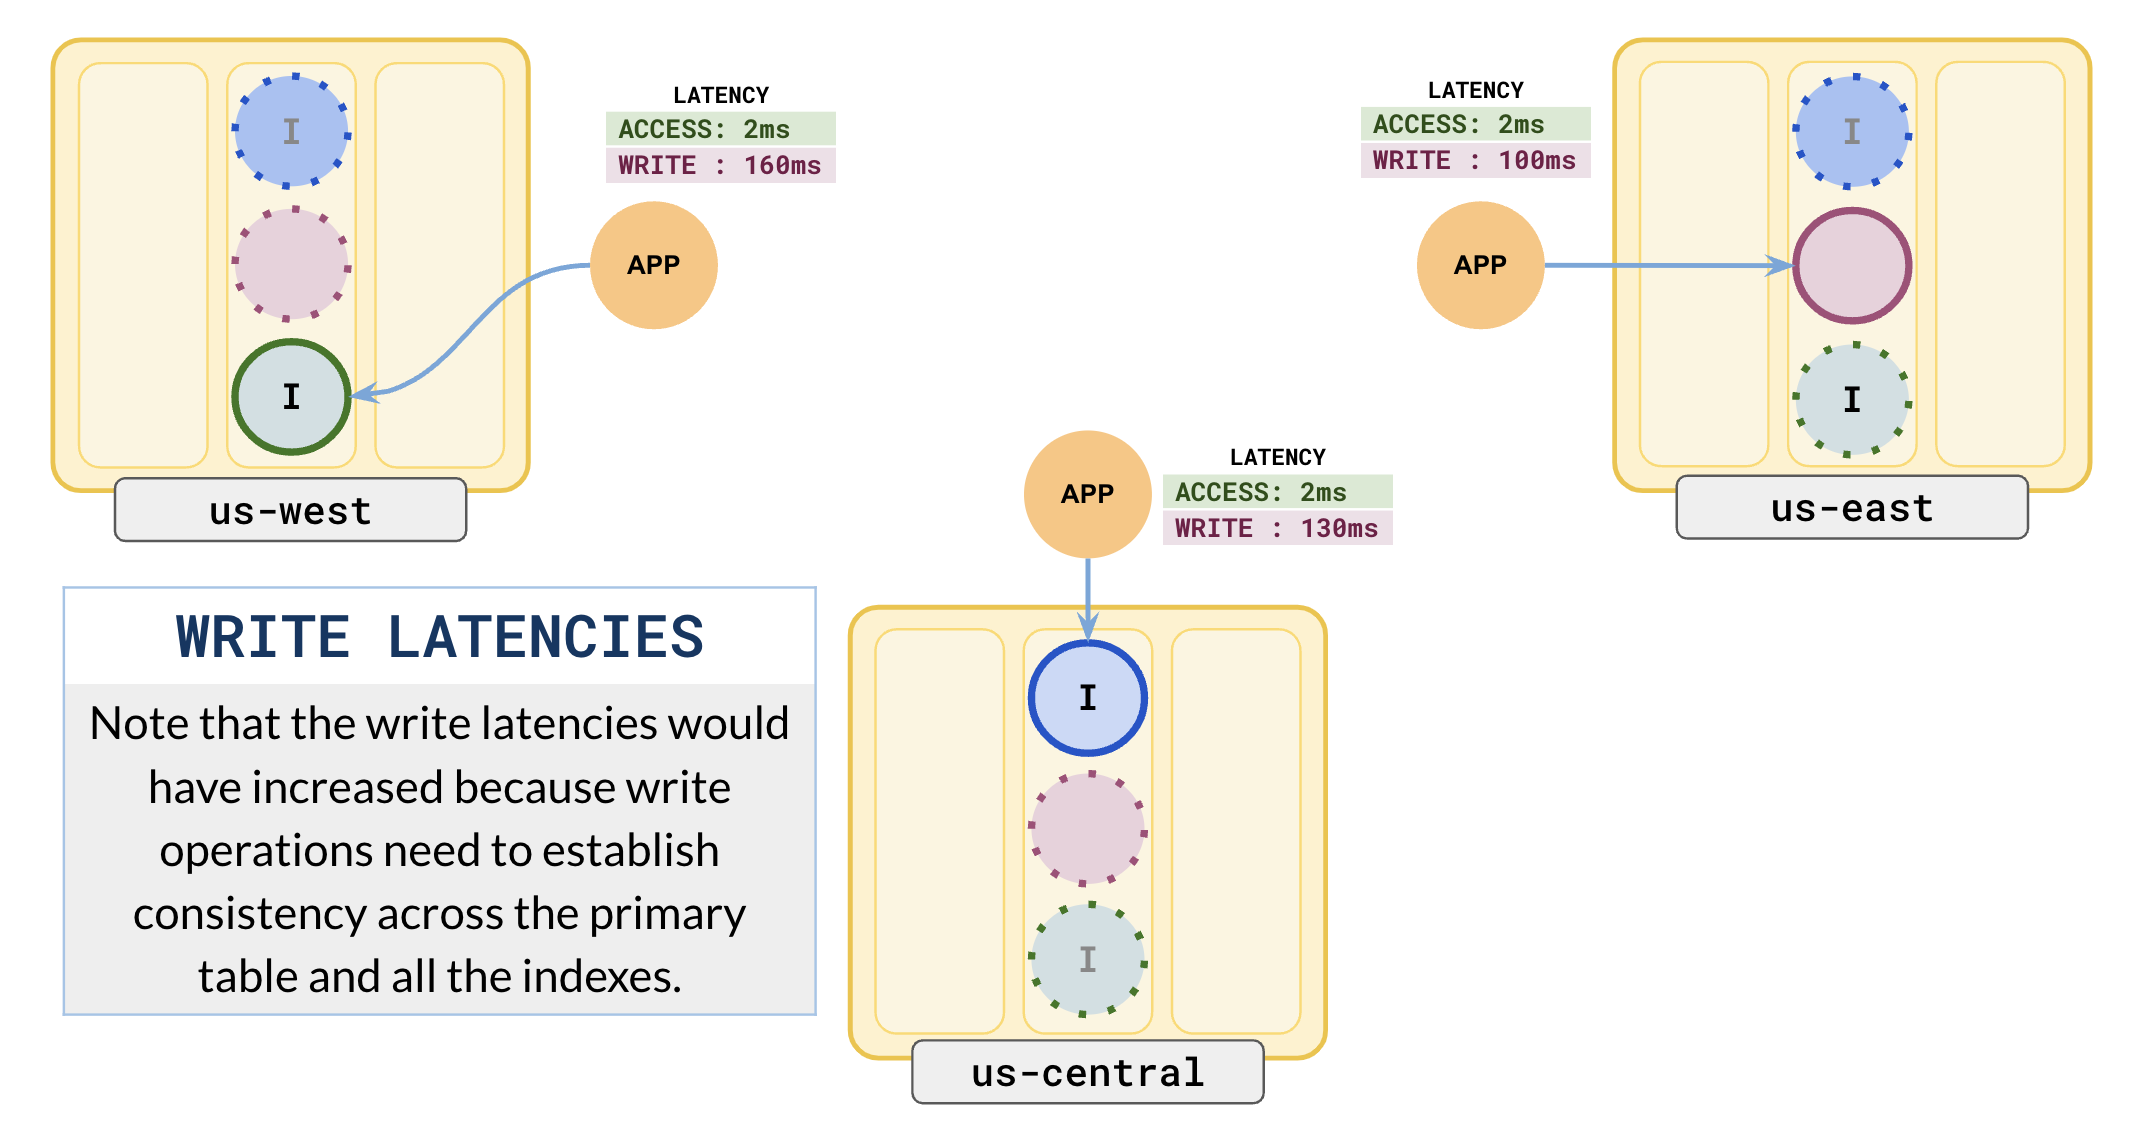 LATENCY
ACCESS: 2ms
WRITE : 160ms
APP
I
I
us-west
LATENCY
ACCESS: 2ms
WRITE : 100ms
APP
I
I
us-east
APP
LATENCY
ACCESS: 2ms
WRITE : 130ms
I
I
us-central
WRITE LATENCIES
Note that the write latencies would
have increased because write
operations need to establish
consistency across the primary
table and all the indexes.